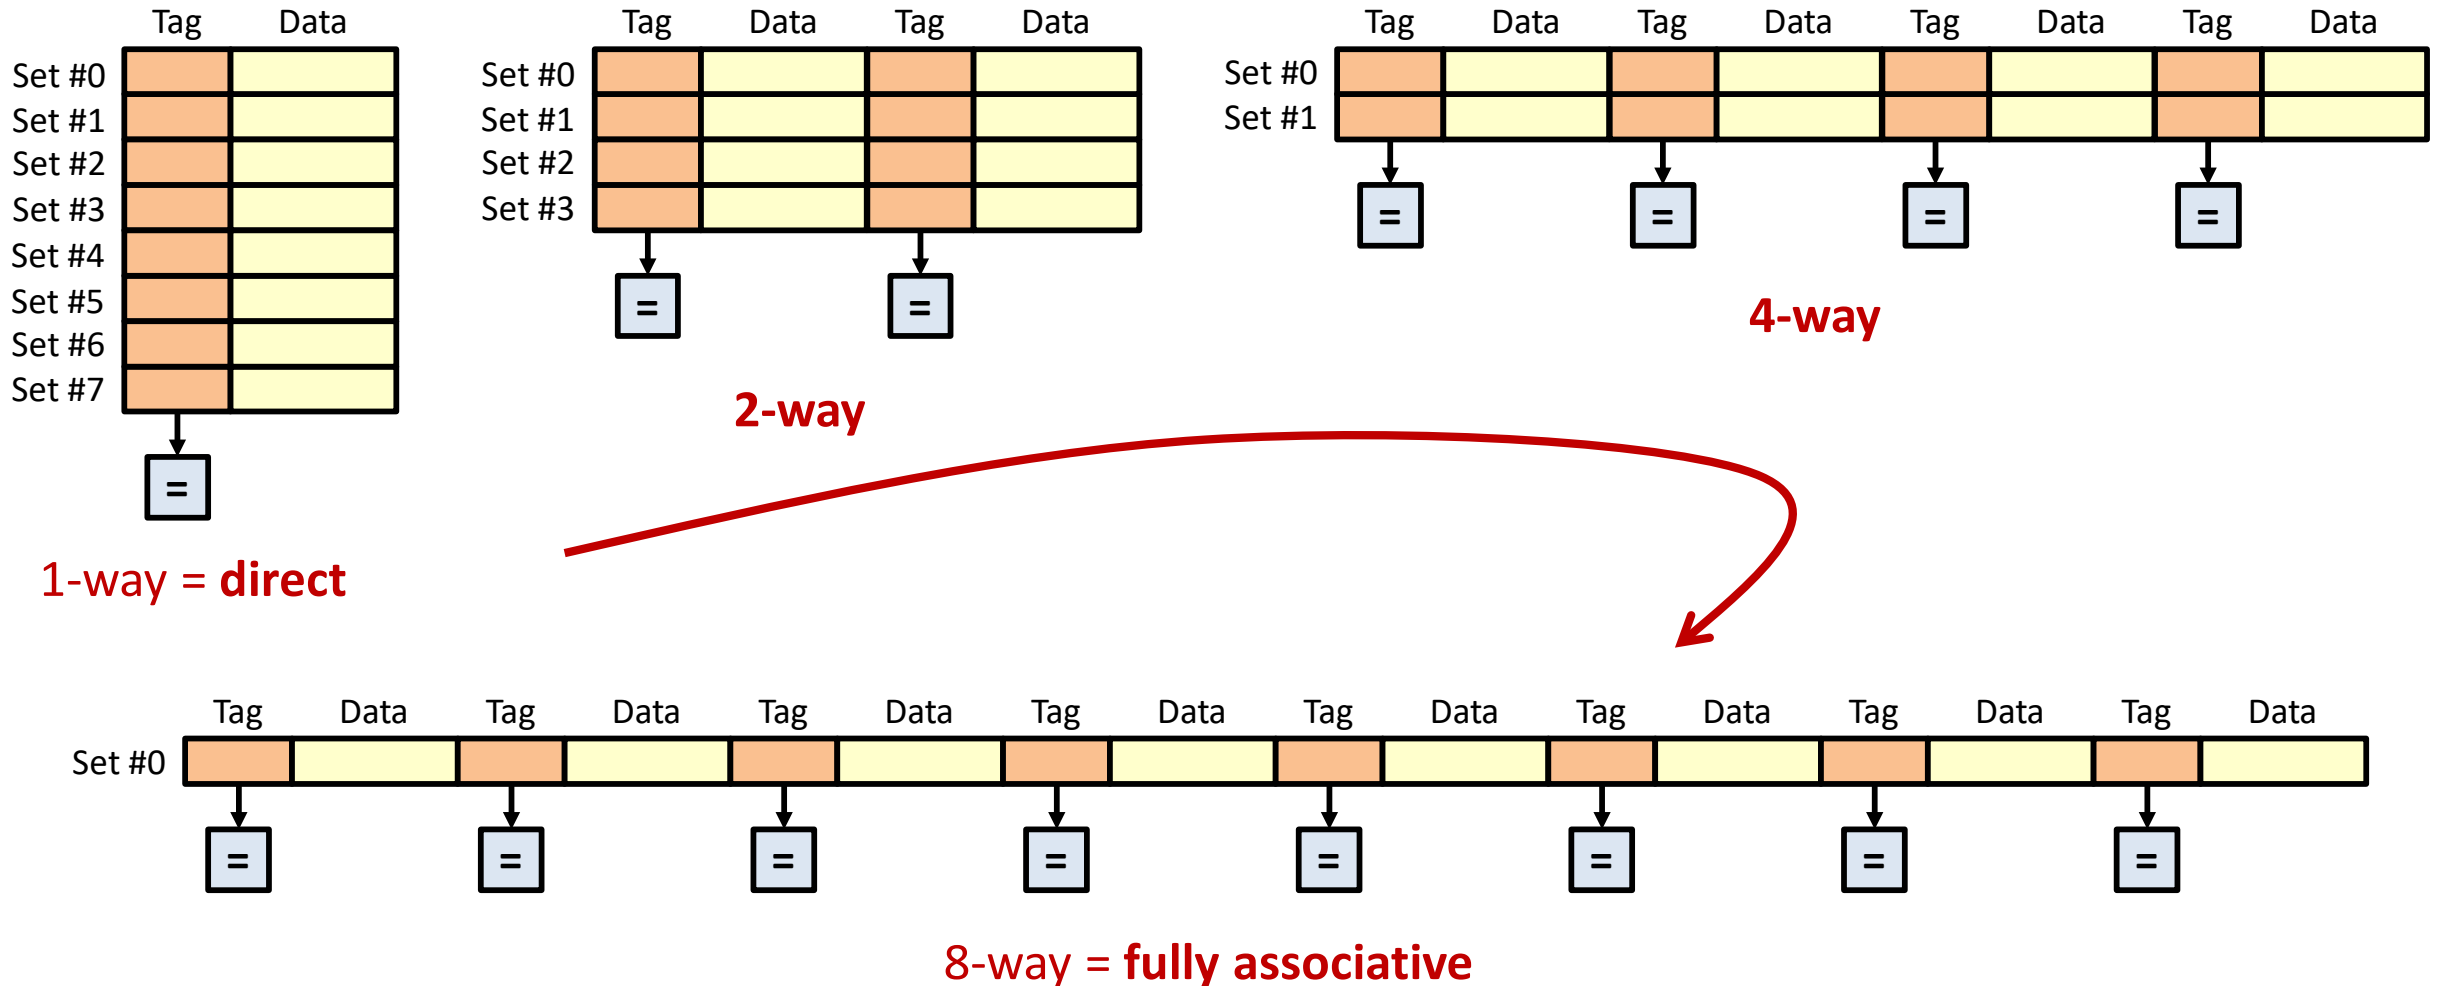 Tag Data
Set #0
Set #1
Set #2
Set #3
Set #4
Set #5
Set #6
Set #7
=
1-way = direct
Tag Data Tag Data
Set #0
Set #1
Set #2
Set #3
= =
2-way
Tag Data Tag Data Tag Data Tag Data
Set #0
Set #1
= = = =
4-way
Tag Data Tag Data Tag Data Tag Data Tag Data Tag Data Tag Data Tag Data
Set #0
= = = = = = = =
8-way = fully associative